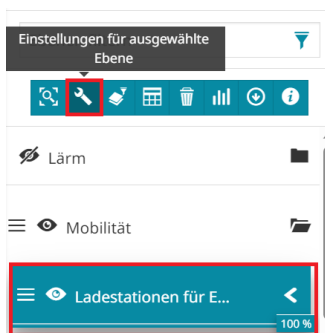 Einstellungen für ausgewählte
Ebene
Lärm
Mobilität
Ladestationen für E...
100 %